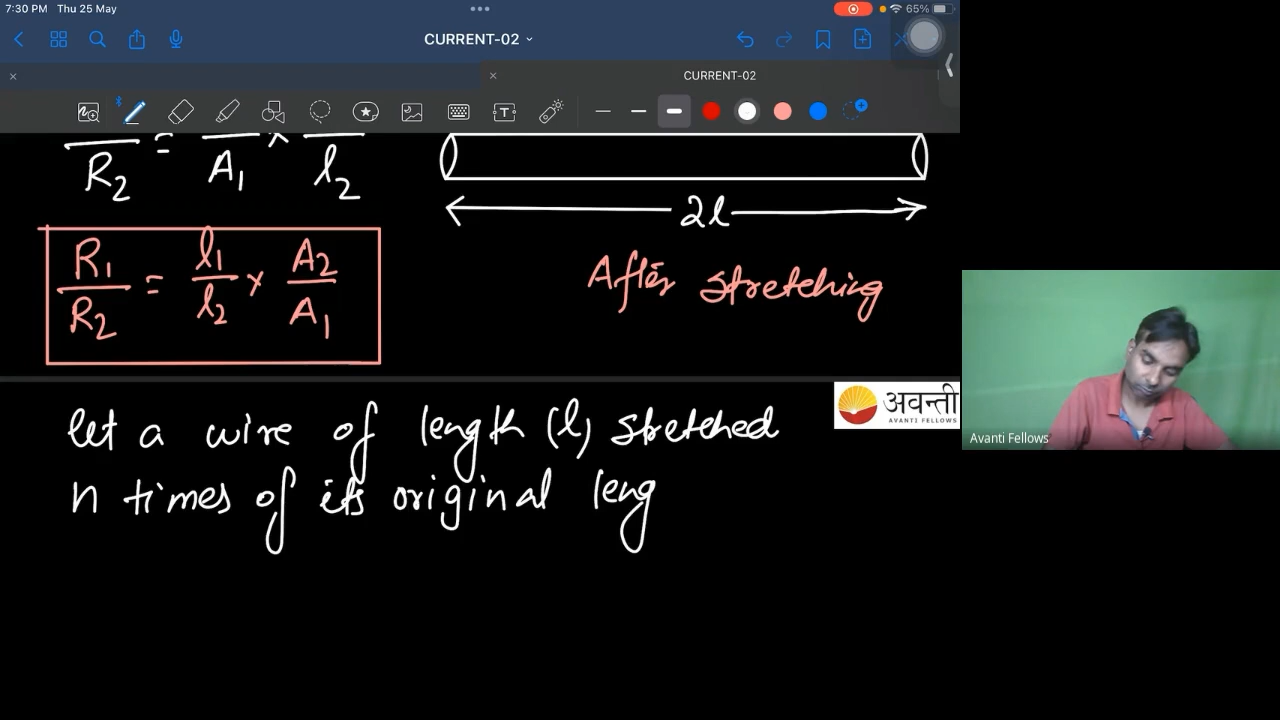 7:30 PM Thu 25 May
65%
CURRENT-02
CURRENT-02
R2 = A1 × l2
2l
R1/R2 = l1/l2 × A2/A1
After stretching
let a wire of length (l) stretched
n times of its original leng
अवन्ती
AVANTI FELLOWS
Avanti Fellows